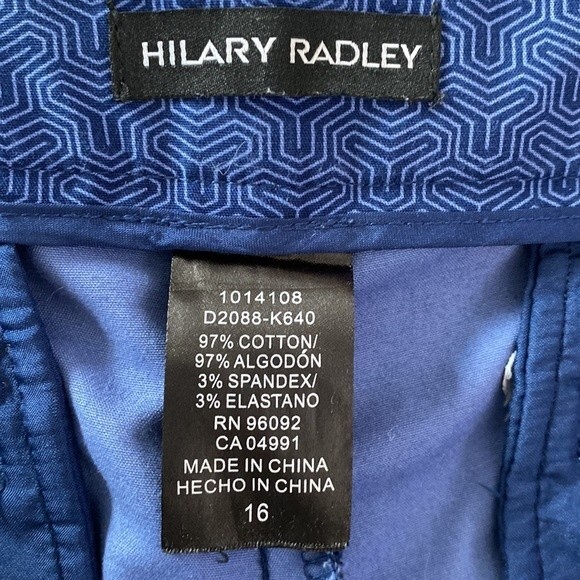 HILARY RADLEY
1014108
D2088-K640
97% COTTON/
97% ALGODÓN
3% SPANDEX/
3% ELASTANO
RN 96092
CA 04991
MADE IN CHINA
HECHO IN CHINA
16